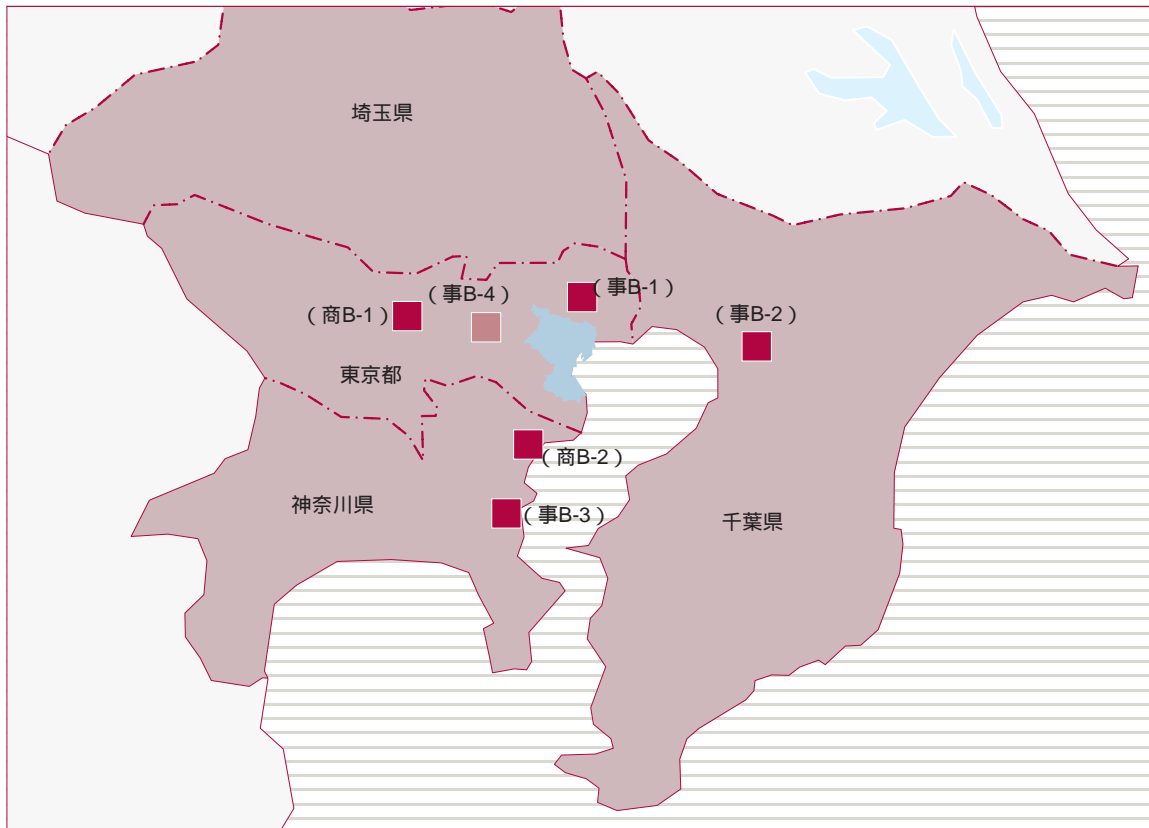 埼玉県
（事B-4）
（事B-1）
（商B-1）
（事B-2）
東京都
（商B-2）
神奈川県
（事B-3）
千葉県